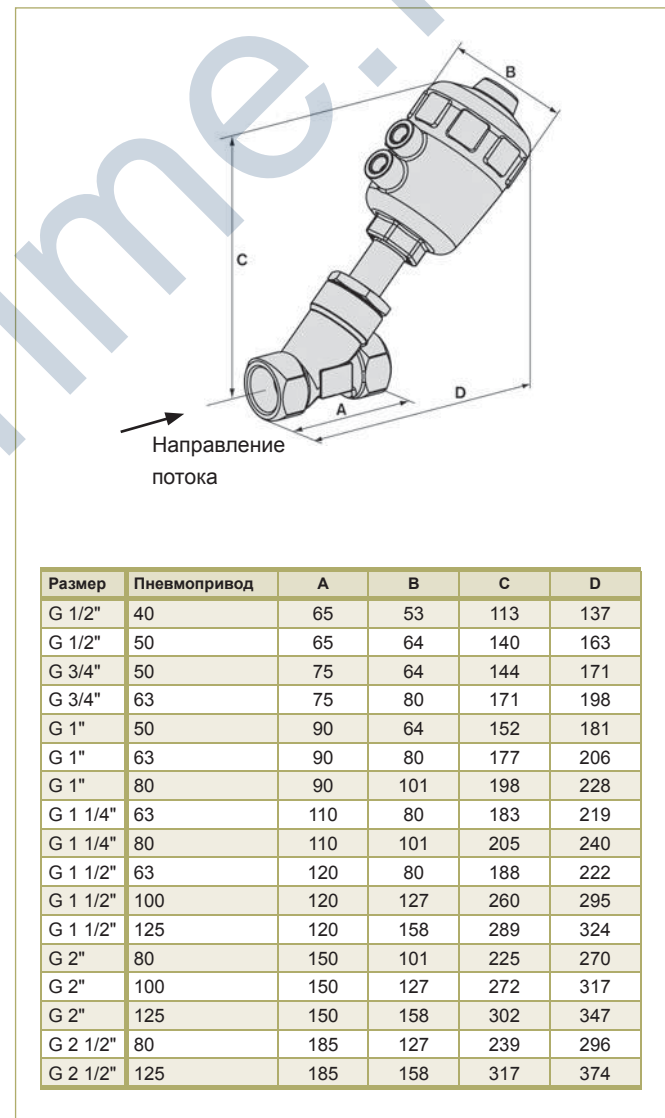 B
C
D
A
Направление
потока
Размер Пневмопривод A B C D
G 1/2" 40 65 53 113 137
G 1/2" 50 65 64 140 163
G 3/4" 50 75 64 144 171
G 3/4" 63 75 80 171 198
G 1" 50 90 64 152 181
G 1" 63 90 80 177 206
G 1" 80 90 101 198 228
G 1 1/4" 63 110 80 183 219
G 1 1/4" 80 110 101 205 240
G 1 1/2" 63 120 80 188 222
G 1 1/2" 100 120 127 260 295
G 1 1/2" 125 120 158 289 324
G 2" 80 150 101 225 270
G 2" 100 150 127 272 317
G 2" 125 150 158 302 347
G 2 1/2" 80 185 127 239 296
G 2 1/2" 125 185 158 317 374